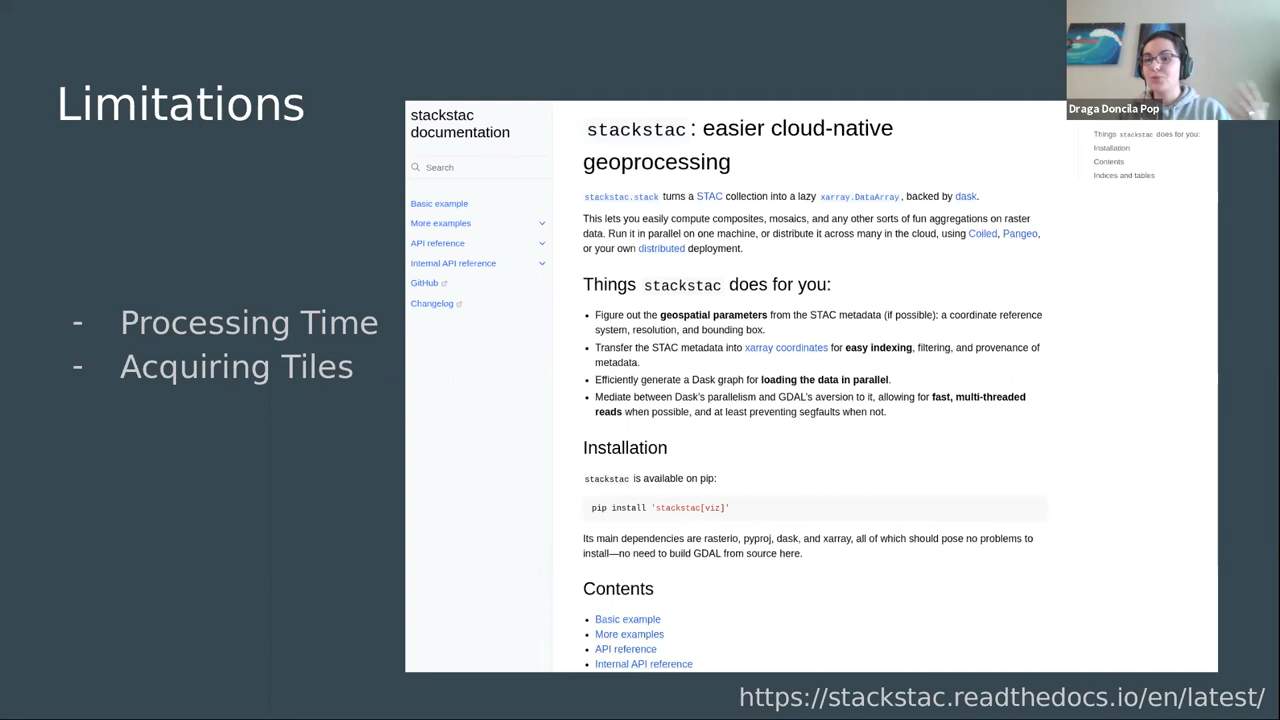 Limitations
- Processing Time
- Acquiring Tiles
stackstac
documentation
Search
Basic example
More examples
API reference
Internal API reference
GitHub
Changelog
stackstac: easier cloud-native
geoprocessing
stackstac.stack turns a STAC collection into a lazy xarray.DataArray, backed by dask.
This lets you easily compute composites, mosaics, and any other sorts of fun aggregations on raster
data. Run it in parallel on one machine, or distribute it across many in the cloud, using Coiled, Pangeo,
or your own distributed deployment.
Things stackstac does for you:
• Figure out the geospatial parameters from the STAC metadata (if possible): a coordinate reference
system, resolution, and bounding box.
• Transfer the STAC metadata into xarray coordinates for easy indexing, filtering, and provenance of
metadata.
• Efficiently generate a Dask graph for loading the data in parallel.
• Mediate between Dask's parallelism and GDAL's aversion to it, allowing for fast, multi-threaded
reads when possible, and at least preventing segfaults when not.
Installation
stackstac is available on pip:
pip install 'stackstac[viz]'
Its main dependencies are rasterio, pyproj, dask, and xarray, all of which should pose no problems to
install—no need to build GDAL from source here.
Contents
• Basic example
• More examples
• API reference
• Internal API reference
Draga Doncila Pop
Things stackstac does for you:
Installation
Contents
Indices and tables
https://stackstac.readthedocs.io/en/latest/